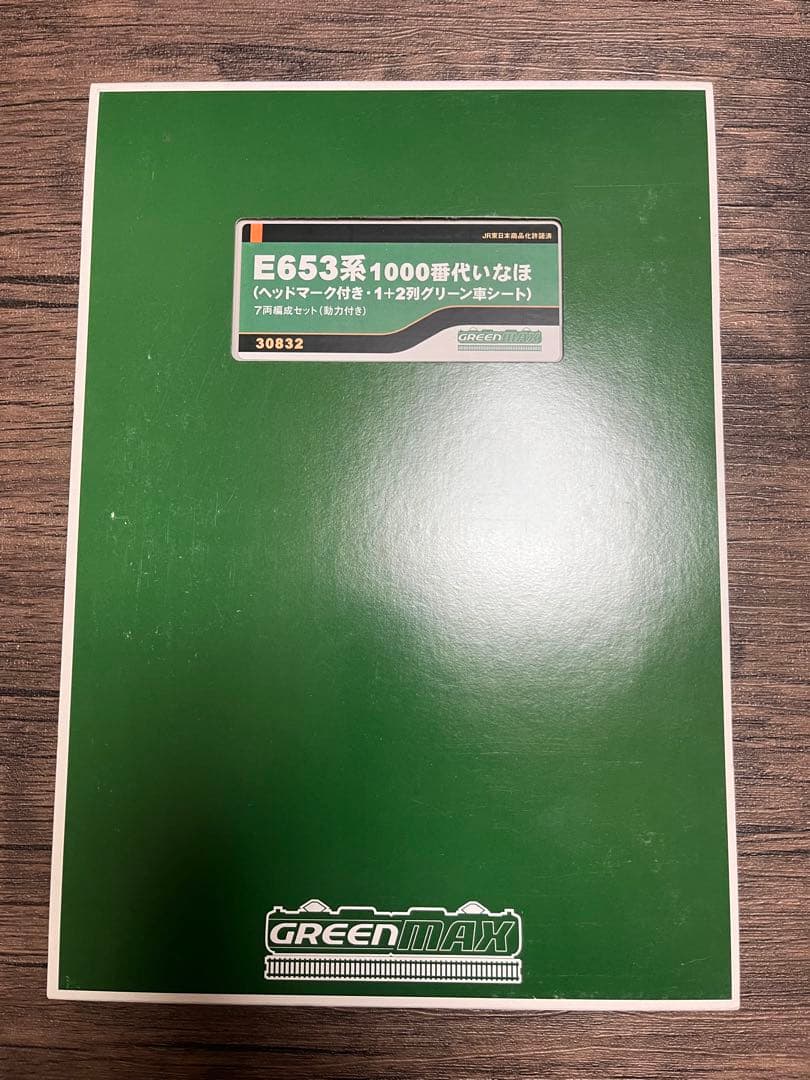 JR東日本商品化許諾済
E653系1000番代いなほ
(ヘッドマーク付き・1+2列グリーン車シート)
7両編成セット(動力付き)
30832 GREENMAX
GREENMAX